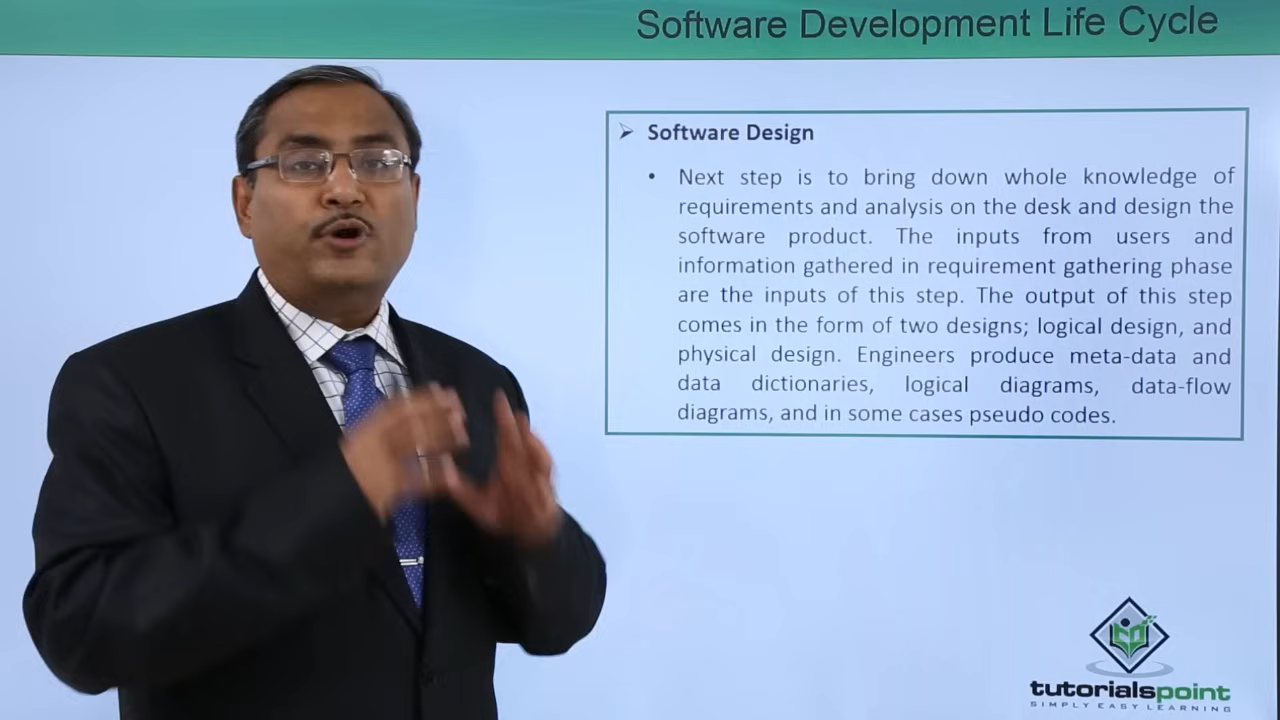 Software Development Life Cycle
Software Design
Next step is to bring down whole knowledge of
requirements and analysis on the desk and design the
software product. The inputs from users and
information gathered in requirement gathering phase
are the inputs of this step. The output of this step
comes in the form of two designs; logical design, and
physical design. Engineers produce meta-data and
data dictionaries, logical diagrams, data-flow
diagrams, and in some cases pseudo codes.
tutorialspoint
SIMPLY EASY LEARNING